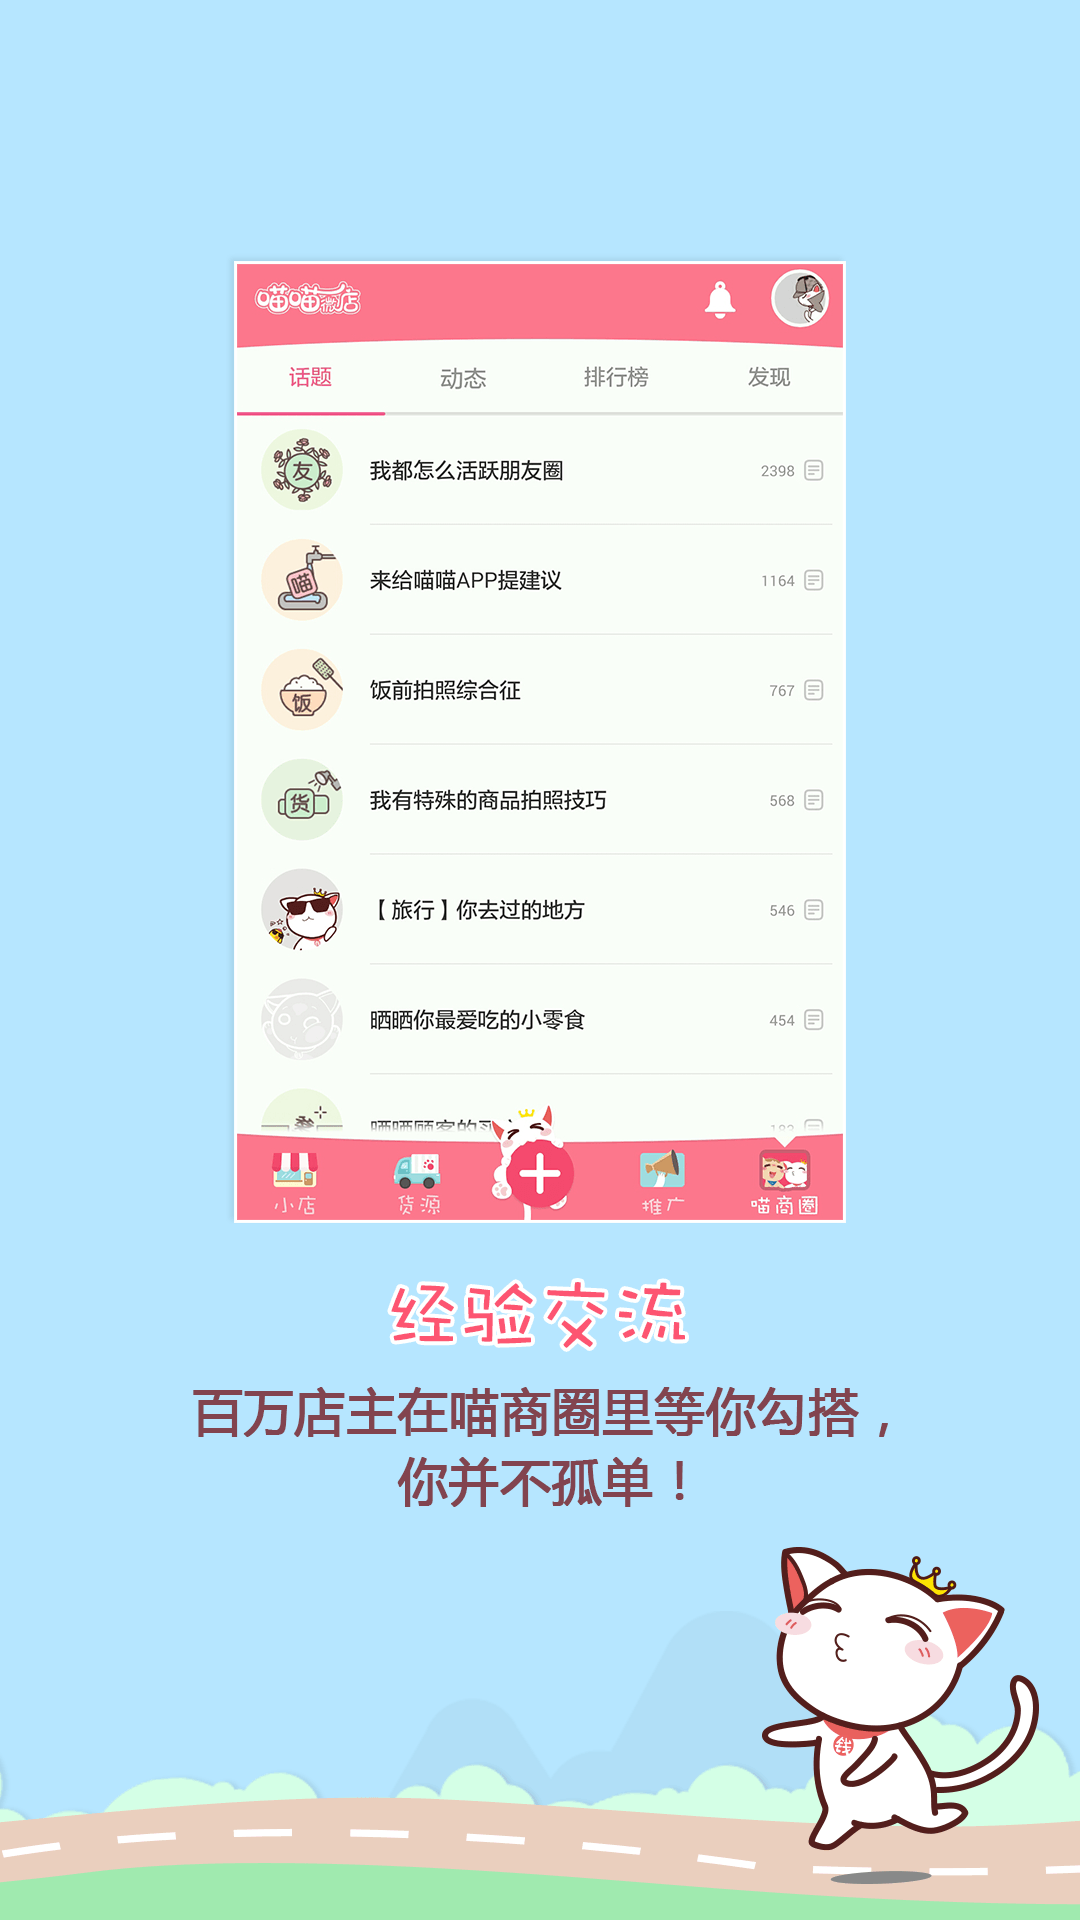 喵喵微店
话题 动态 排行榜 发现
友
我都怎么活跃朋友圈 2398
喵
来给喵喵APP提建议 1164
饭
饭前拍照综合征 767
货
我有特殊的商品拍照技巧 568
【旅行】你去过的地方 546
晒晒你最爱吃的小零食 454
晒晒顾客的
小店 货源 推广 喵商圈
经验交流
百万店主在喵商圈里等你勾搭，
你并不孤单！
钱